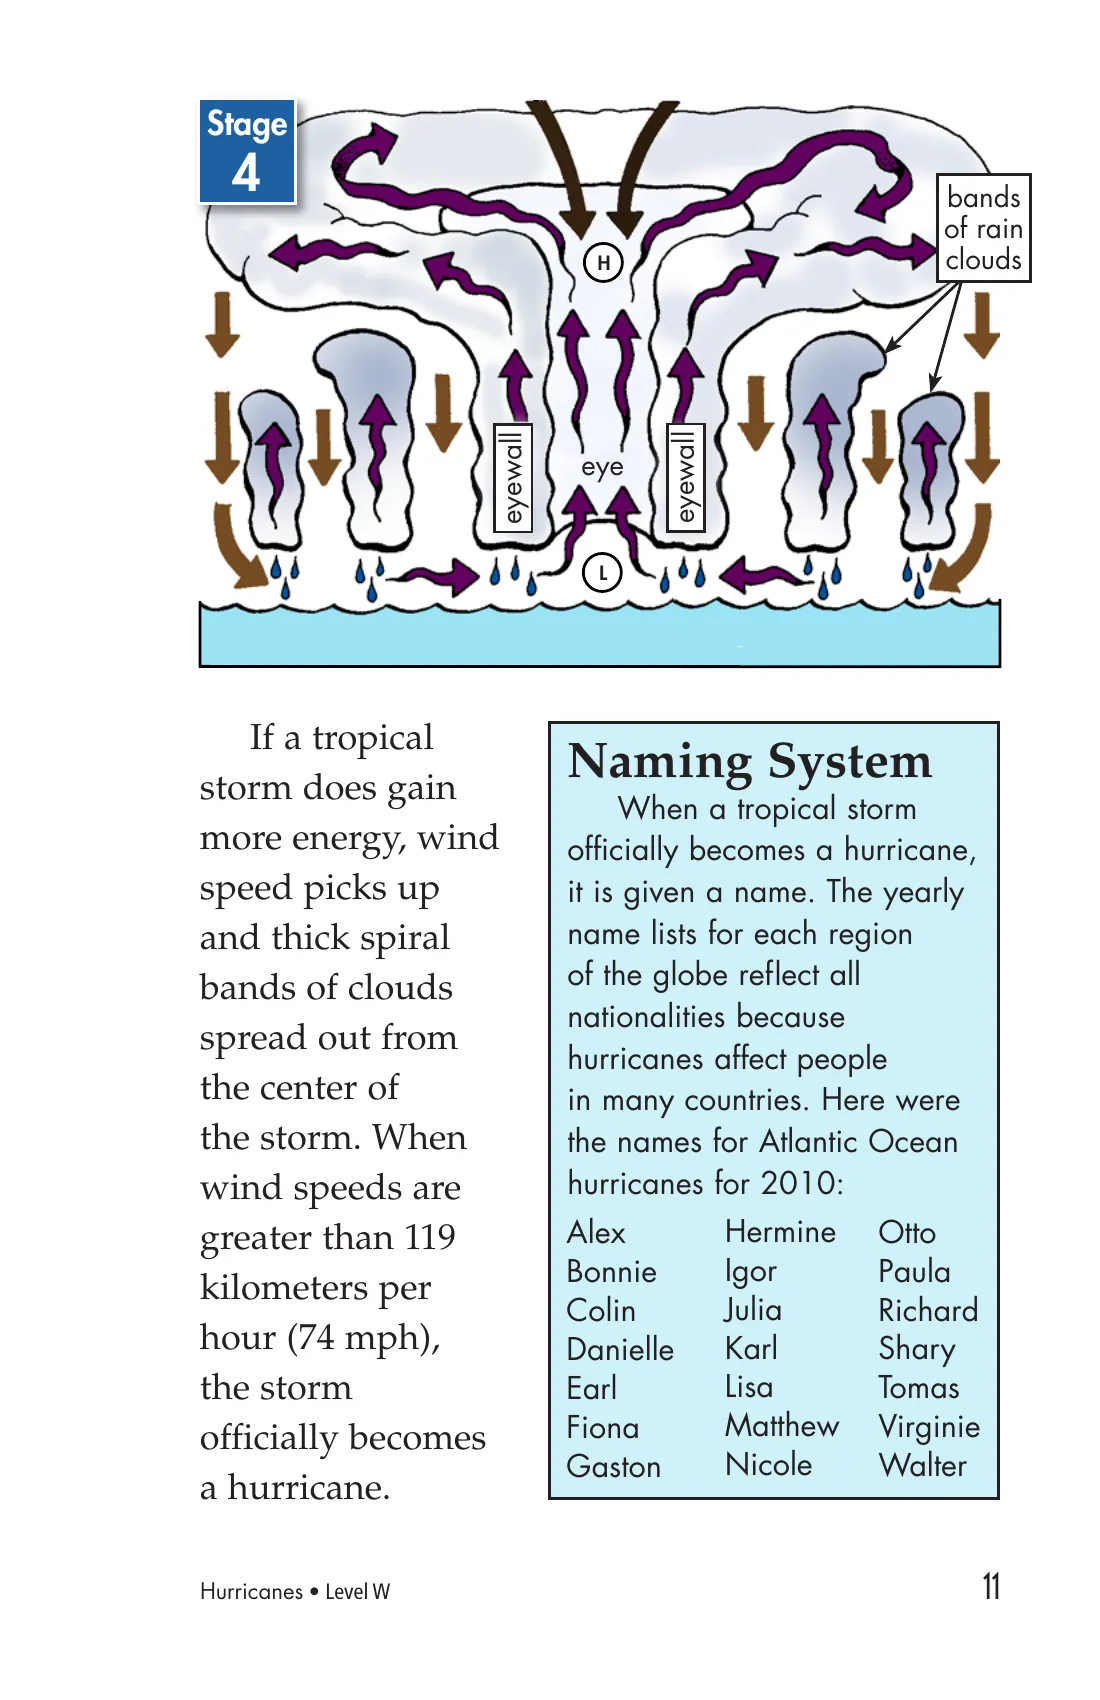 Stage
4
bands
of rain
clouds
H
eyewall
eye
eyewall
L
If a tropical
storm does gain
more energy, wind
speed picks up
and thick spiral
bands of clouds
spread out from
the center of
the storm. When
wind speeds are
greater than 119
kilometers per
hour (74 mph),
the storm
officially becomes
a hurricane.
Naming System
When a tropical storm
officially becomes a hurricane,
it is given a name. The yearly
name lists for each region
of the globe reflect all
nationalities because
hurricanes affect people
in many countries. Here were
the names for Atlantic Ocean
hurricanes for 2010:
Alex
Bonnie
Colin
Danielle
Earl
Fiona
Gaston
Hermine
Igor
Julia
Karl
Lisa
Matthew
Nicole
Otto
Paula
Richard
Shary
Tomas
Virginie
Walter
Hurricanes • Level W
11